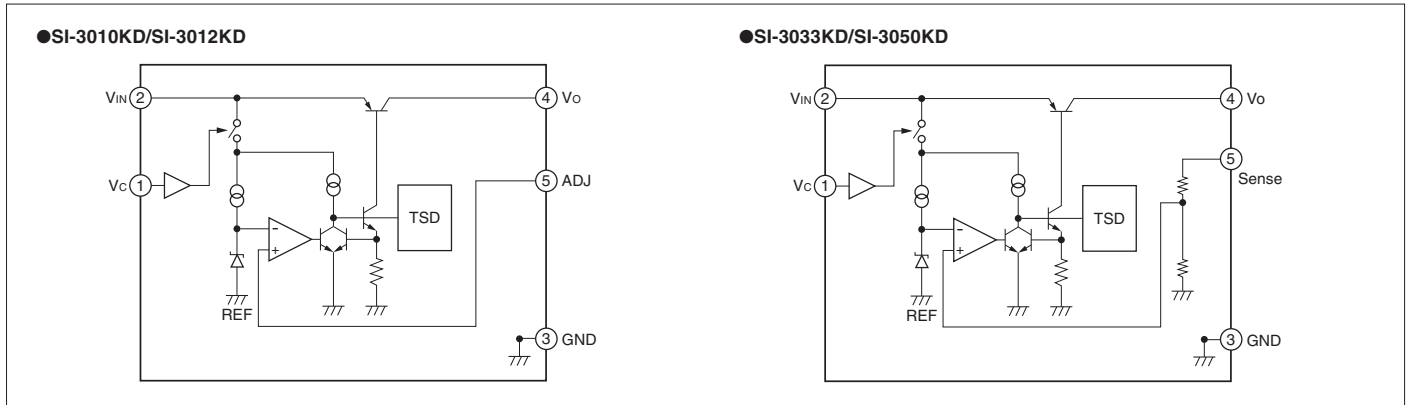 ●SI-3010KD/SI-3012KD
VIN 2
4 VO
VC 1
5 ADJ
TSD
-
+
REF
3 GND
●SI-3033KD/SI-3050KD
VIN 2
4 Vo
5
Sense
VC 1
TSD
-
+
REF
3 GND